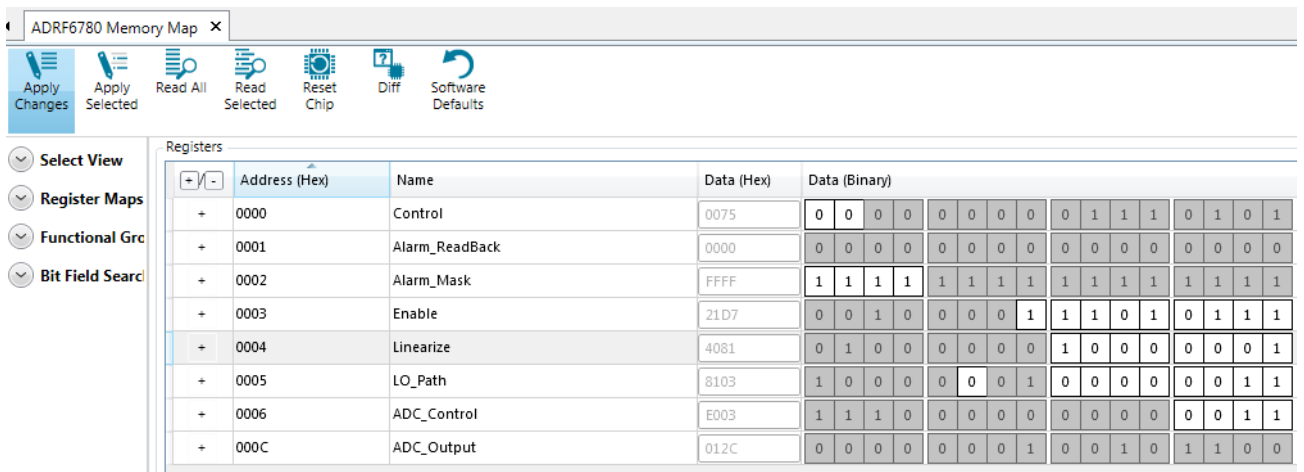 ADRF6780 Memory Map X
Apply Changes
Apply Selected
Read All
Read Selected
Reset Chip
Diff
Software Defaults
Select View
Register Maps
Functional Gro
Bit Field Searc
Registers
+/- Address (Hex) Name Data (Hex) Data (Binary)
+ 0000 Control 0075 0 0 0 0 0 0 0 0 0 1 1 1 0 1 0 1
+ 0001 Alarm_ReadBack 0000 0 0 0 0 0 0 0 0 0 0 0 0 0 0 0 0
+ 0002 Alarm_Mask FFFF 1 1 1 1 1 1 1 1 1 1 1 1 1 1 1 1
+ 0003 Enable 21D7 0 0 1 0 0 0 0 1 1 1 0 1 0 1 1 1
+ 0004 Linearize 4081 0 1 0 0 0 0 0 0 1 0 0 0 0 0 0 1
+ 0005 LO_Path 8103 1 0 0 0 0 0 0 1 0 0 0 0 0 0 1 1
+ 0006 ADC_Control E003 1 1 1 0 0 0 0 0 0 0 0 0 0 0 1 1
+ 000C ADC_Output 012C 0 0 0 0 0 0 0 1 0 0 1 0 1 1 0 0